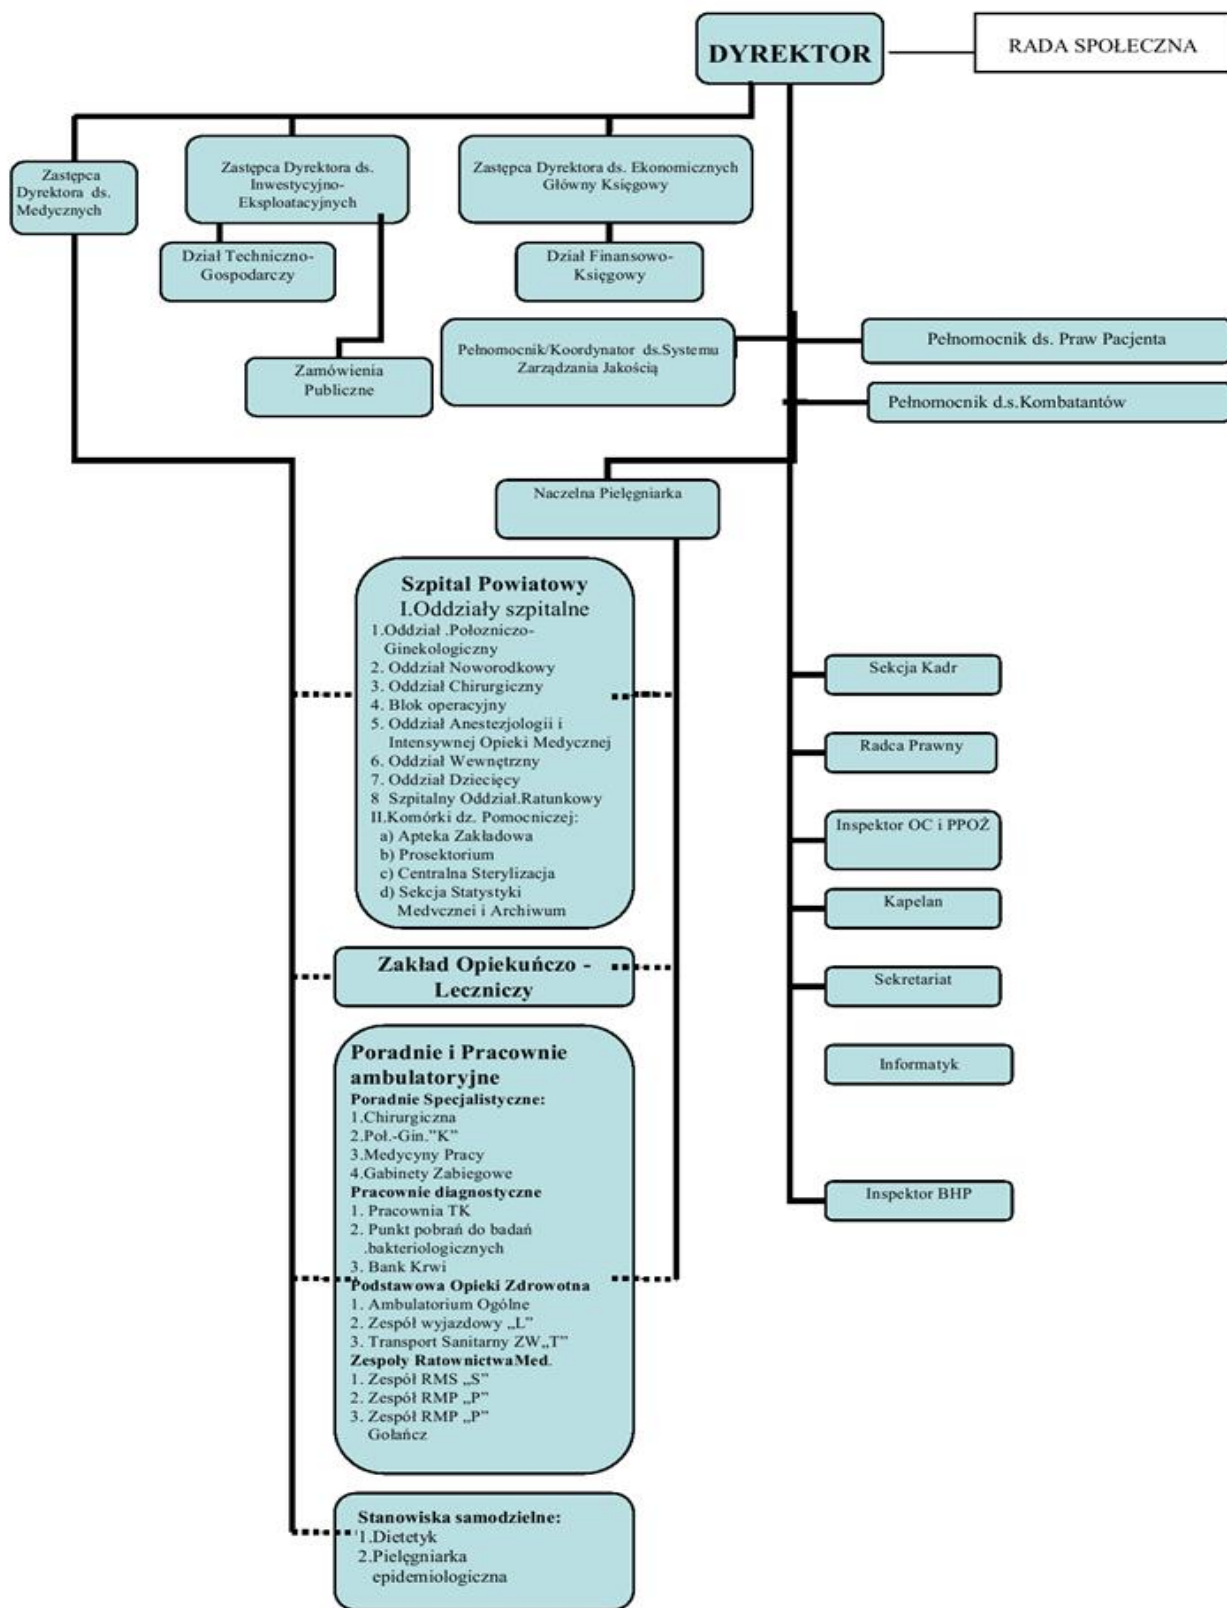 DYREKTOR
RADA SPOŁECZNA
Zastępca
Dyrektora ds.
Medycznych
Zastępca Dyrektora ds.
Inwestycyjno-
Eksploatacyjnych
Zastępca Dyrektora ds. Ekonomicznych
Główny Księgowy
Dział Techniczno-
Gospodarczy
Dział Finansowo-
Księgowy
Zamówienia
Publiczne
Pełnomocnik/Koordynator ds.Systemu
Zarządzania Jakością
Pełnomocnik ds. Praw Pacjenta
Pełnomocnik d.s.Kombatantów
Naczelna Pielęgniarka
Szpital Powiatowy
I.Oddziały szpitalne
1.Oddział .Położniczo-
Ginekologiczny
2. Oddział Noworodkowy
3. Oddział Chirurgiczny
4. Blok operacyjny
5. Oddział Anestezjologii i
Intensywnej Opieki Medycznej
6. Oddział Wewnętrzny
7. Oddział Dziecięcy
8 Szpitalny Oddział.Ratunkowy
II.Komórki dz. Pomocniczej:
a) Apteka Zakładowa
b) Prosektorium
c) Centralna Sterylizacja
d) Sekcja Statystyki
Medycznej i Archiwum
Zakład Opiekuńczo -
Leczniczy
Poradnie i Pracownie
ambulatoryjne
Poradnie Specjalistyczne:
1.Chirurgiczna
2.Poł.-Gin.”K”
3.Medycyny Pracy
4.Gabinety Zabiegowe
Pracownie diagnostyczne
1. Pracownia TK
2. Punkt pobrań do badań
.bakteriologicznych
3. Bank Krwi
Podstawowa Opieki Zdrowotna
1. Ambulatorium Ogólne
2. Zespół wyjazdowy „L”
3. Transport Sanitarny ZW„T”
Zespoły RatownictwaMed.
1. Zespół RMS „S”
2. Zespół RMP „P”
3. Zespół RMP „P”
Gołańcz
Stanowiska samodzielne:
1.Dietetyk
2.Pielęgniarka
epidemiologiczna
Sekcja Kadr
Radca Prawny
Inspektor OC i PPOŻ
Kapelan
Sekretariat
Informatyk
Inspektor BHP